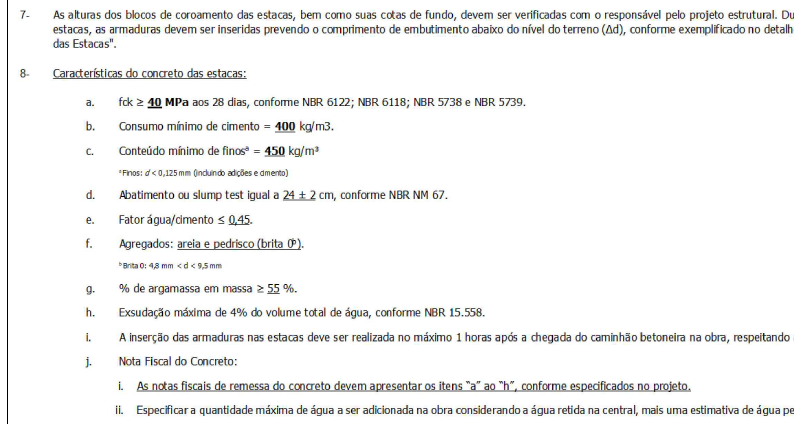 7- As alturas dos blocos de coroamento das estacas, bem como suas cotas de fundo, devem ser verificadas com o responsável pelo projeto estrutural. Du
estacas, as armaduras devem ser inseridas prevendo o comprimento de embutimento abaixo do nível do terreno (Δd), conforme exemplificado no detalh
das Estacas".
8- Características do concreto das estacas:
a. fck ≥ 40 MPa aos 28 dias, conforme NBR 6122; NBR 6118; NBR 5738 e NBR 5739.
b. Consumo mínimo de cimento = 400 kg/m3.
c. Conteúdo mínimo de finosª = 450 kg/m³
ª Finos: d < 0,125 mm (incluindo adições e cimento)
d. Abatimento ou slump test igual a 24 ± 2 cm, conforme NBR NM 67.
e. Fator água/cimento ≤ 0,45.
f. Agregados: areia e pedrisco (brita 0ᵇ).
ᵇ Brita 0: 4,8 mm < d < 9,5 mm
g. % de argamassa em massa ≥ 55 %.
h. Exsudação máxima de 4% do volume total de água, conforme NBR 15.558.
i. A inserção das armaduras nas estacas deve ser realizada no máximo 1 horas após a chegada do caminhão betoneira na obra, respeitando
j. Nota Fiscal do Concreto:
i. As notas fiscais de remessa do concreto devem apresentar os itens "a" ao "h", conforme especificados no projeto.
ii. Especificar a quantidade máxima de água a ser adicionada na obra considerando a água retida na central, mais uma estimativa de água pe